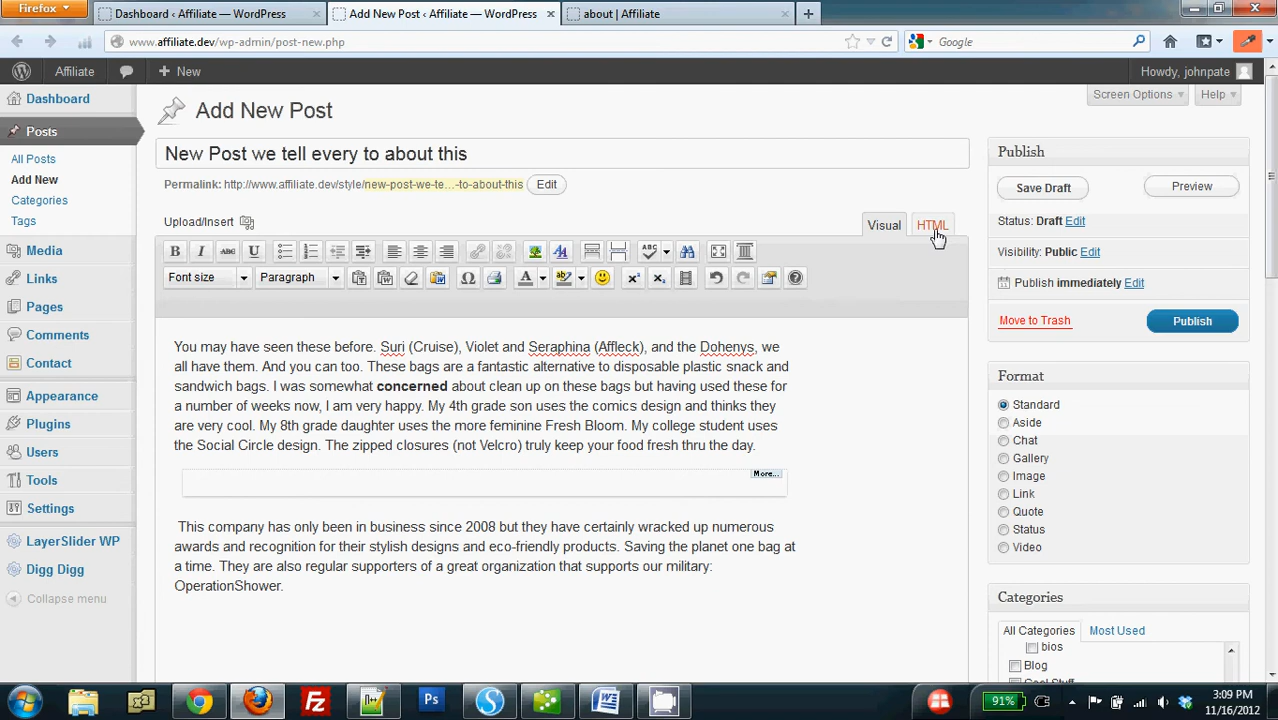 Firefox
Dashboard ‹ Affiliate — WordPress
Add New Post ‹ Affiliate — WordPress
about | Affiliate
www.affiliate.dev/wp-admin/post-new.php
Google
Affiliate
New
Howdy, johnpate
Dashboard
Posts
All Posts
Add New
Categories
Tags
Media
Links
Pages
Comments
Contact
Appearance
Plugins
Users
Tools
Settings
LayerSlider WP
Digg Digg
Collapse menu
Screen Options
Help
Add New Post
New Post we tell every to about this
Permalink: http://www.affiliate.dev/style/new-post-we-te…-to-about-this Edit
Upload/Insert
Visual
HTML
B I ABC U
ABC
Font size
Paragraph
You may have seen these before. Suri (Cruise), Violet and Seraphina (Affleck), and the Dohenys, we
all have them. And you can too. These bags are a fantastic alternative to disposable plastic snack and
sandwich bags. I was somewhat concerned about clean up on these bags but having used these for
a number of weeks now, I am very happy. My 4th grade son uses the comics design and thinks they
are very cool. My 8th grade daughter uses the more feminine Fresh Bloom. My college student uses
the Social Circle design. The zipped closures (not Velcro) truly keep your food fresh thru the day.
More...
This company has only been in business since 2008 but they have certainly wracked up numerous
awards and recognition for their stylish designs and eco-friendly products. Saving the planet one bag at
a time. They are also regular supporters of a great organization that supports our military:
OperationShower.
Publish
Save Draft
Preview
Status: Draft Edit
Visibility: Public Edit
Publish immediately Edit
Move to Trash
Publish
Format
Standard
Aside
Chat
Gallery
Image
Link
Quote
Status
Video
Categories
All Categories
Most Used
bios
Blog
Cool Stuff
91%
3:09 PM
11/16/2012